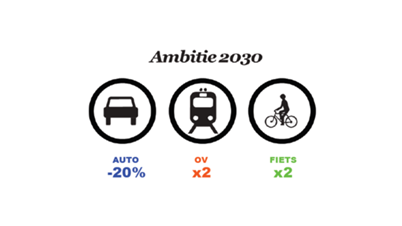 Ambitie 2030
AUTO OV FIETS
-20% x2 x2